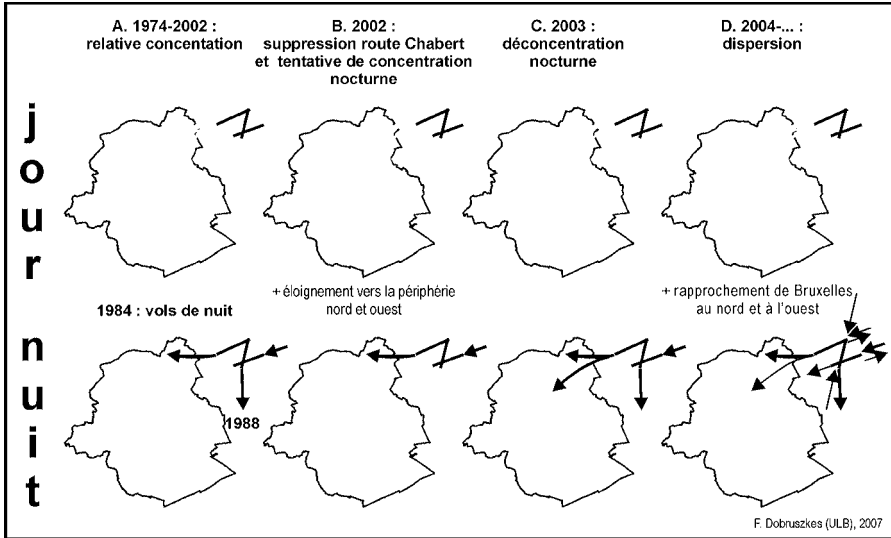 A. 1974-2002 :
relative concentation
B. 2002 :
suppression route Chabert
et tentative de concentration
nocturne
C. 2003 :
déconcentration
nocturne
D. 2004-... :
dispersion
jour
+ éloignement vers la périphérie
nord et ouest
+ rapprochement de Bruxelles
au nord et à l'ouest
1984 : vols de nuit
nuit
1988
F. Dobruszkes (ULB), 2007